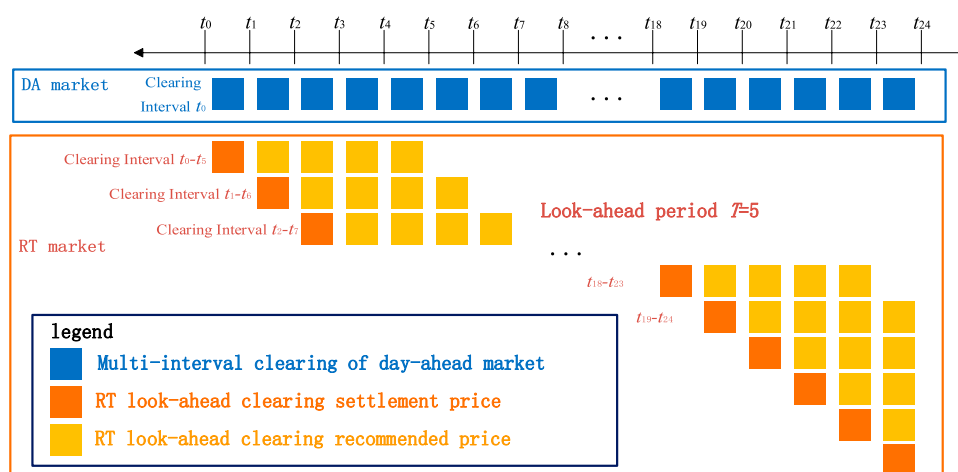 t0 t1 t2 t3 t4 t5 t6 t7 t8 ... t18 t19 t20 t21 t22 t23 t24
DA market
Clearing
Interval t0
...
Clearing Interval t0-t5
Clearing Interval t1-t6
Look-ahead period T=5
Clearing Interval t2-t7
RT market
...
t18-t23
t19-t24
legend
Multi-interval clearing of day-ahead market
RT look-ahead clearing settlement price
RT look-ahead clearing recommended price